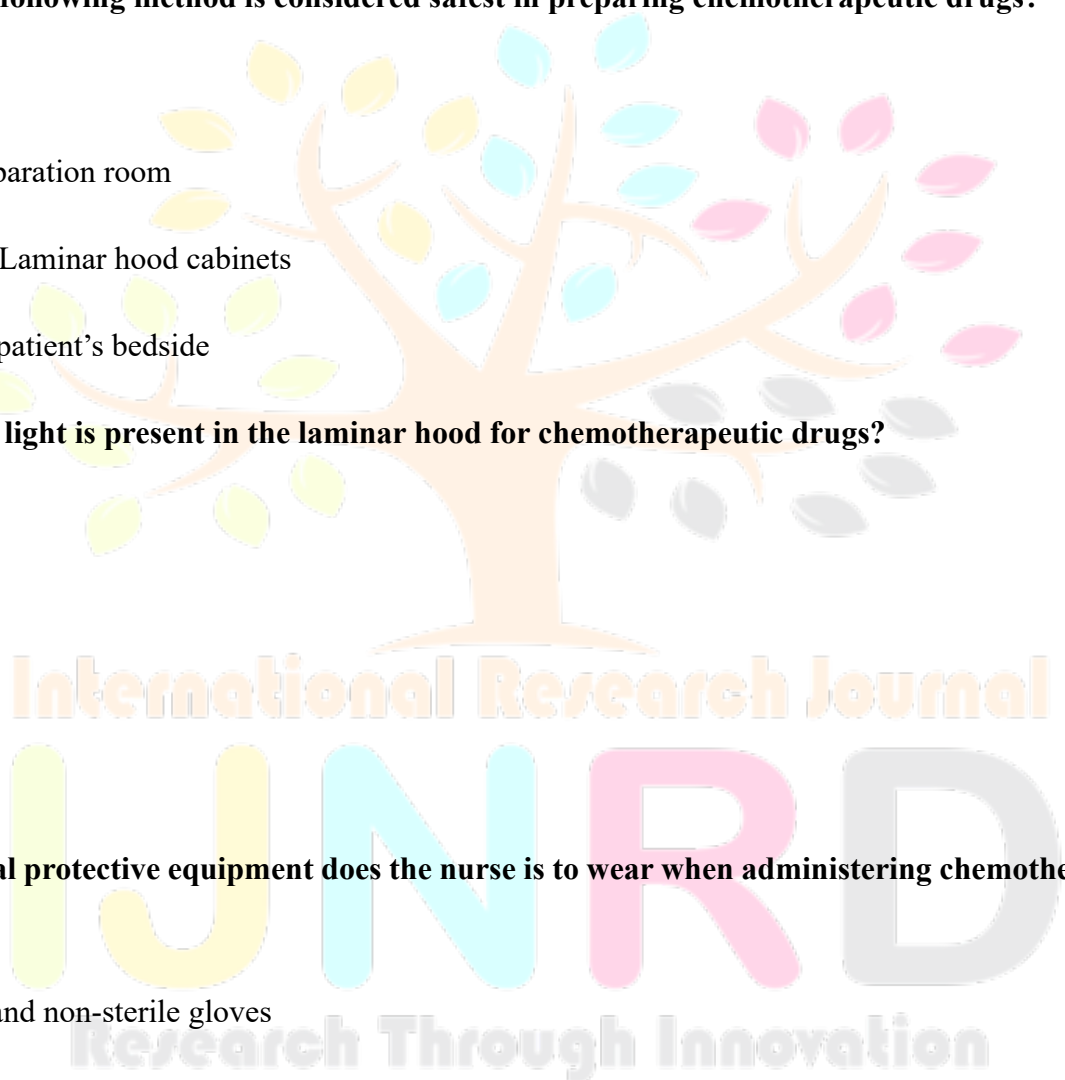 following method is considered safest in preparing chemotherapeutic drugs?
paration room
Laminar hood cabinets
patient’s bedside
light is present in the laminar hood for chemotherapeutic drugs?
International Research Journal
IJNRD
al protective equipment does the nurse is to wear when administering chemothe
and non-sterile gloves
Research Through Innovation